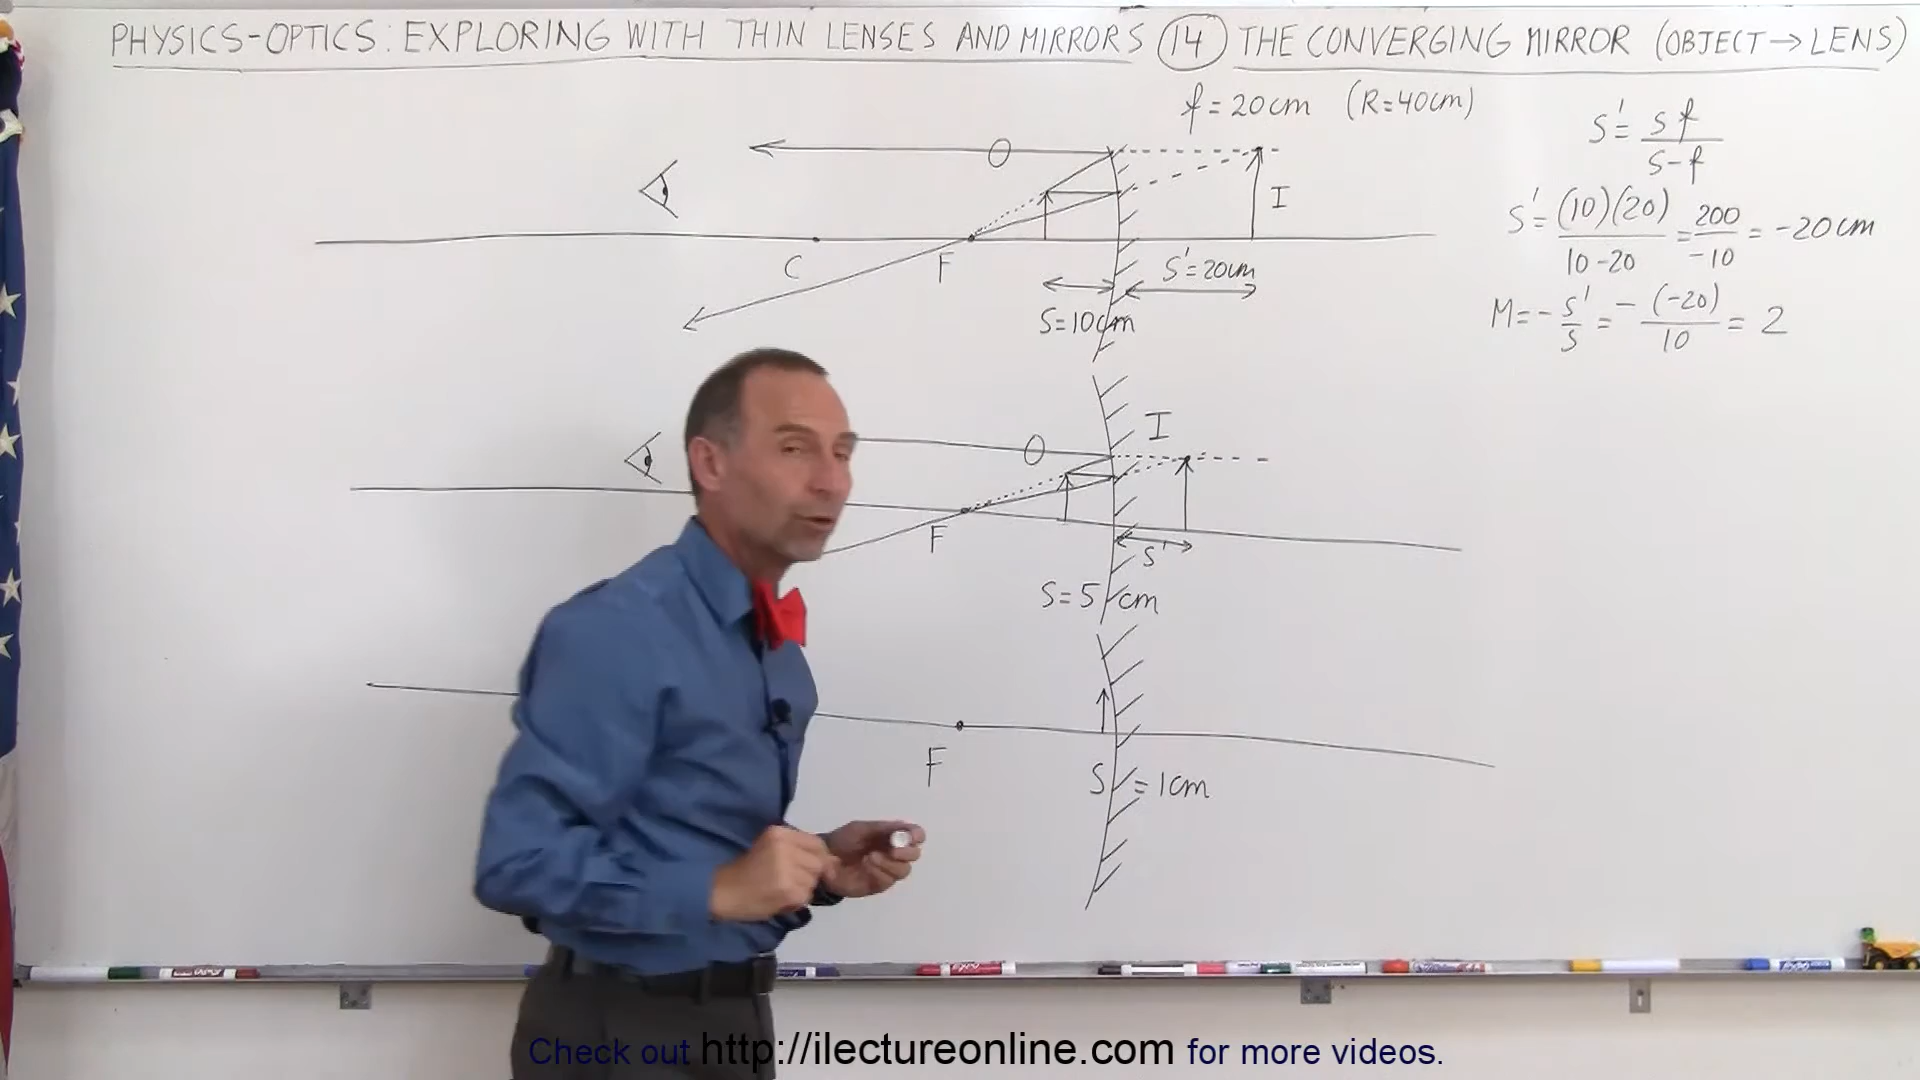 PHYSICS-OPTICS: EXPLORING WITH THIN LENSES AND MIRRORS 14 THE CONVERGING MIRROR (OBJECT→LENS)
f = 20cm (R=40cm)
S' = s f / s-f
O
I
S' = (10)(20) / 10-20 = 200 / -10 = -20cm
C
F
S'=20cm
S=10cm
M = - s' / s = - (-20) / 10 = 2
O
I
F
S'
S=5 cm
F
S = 1cm
EXPO
Check out http://ilectureonline.com for more videos.